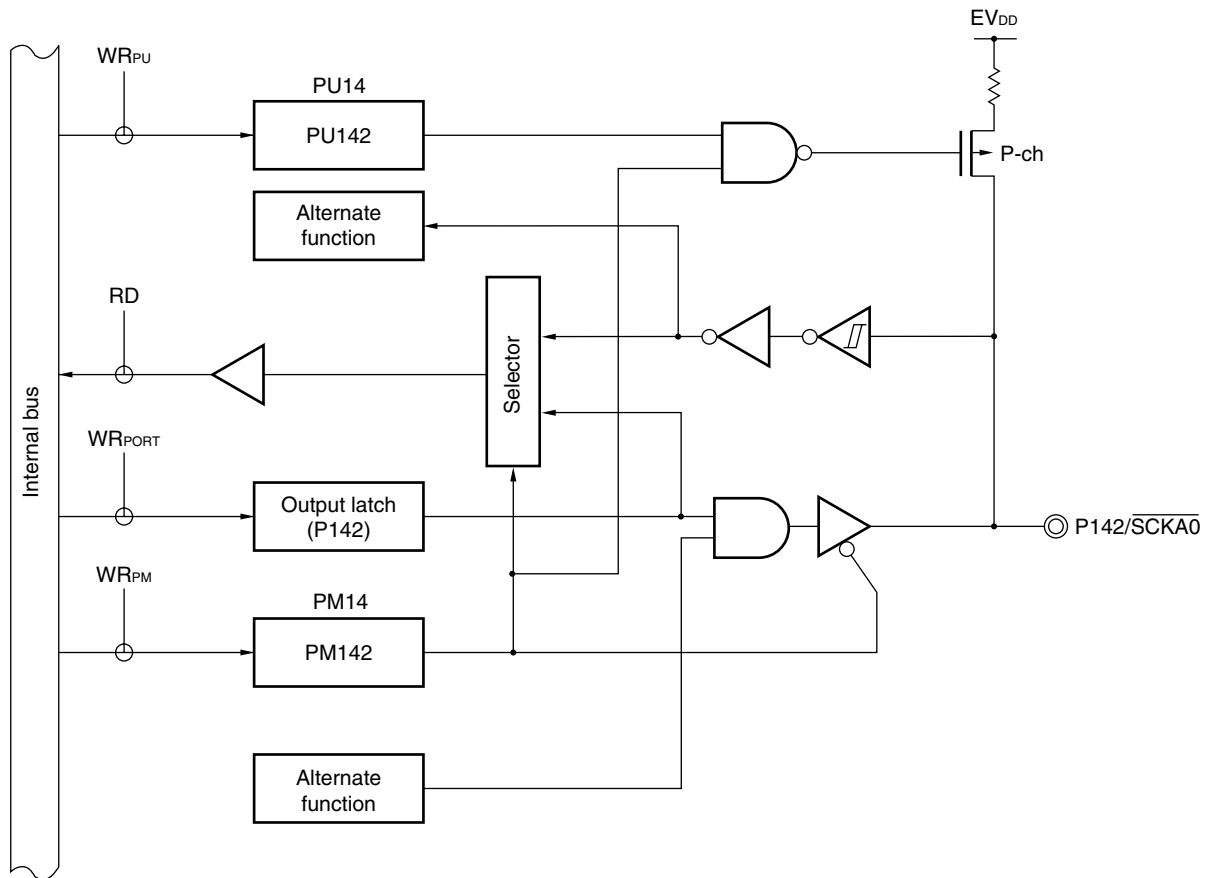 EVDD
WRPU
PU14
PU142
P-ch
Alternate
function
RD
Selector
Internal bus
WRPORT
Output latch
(P142)
P142/SCKA0
WRPM
PM14
PM142
Alternate
function